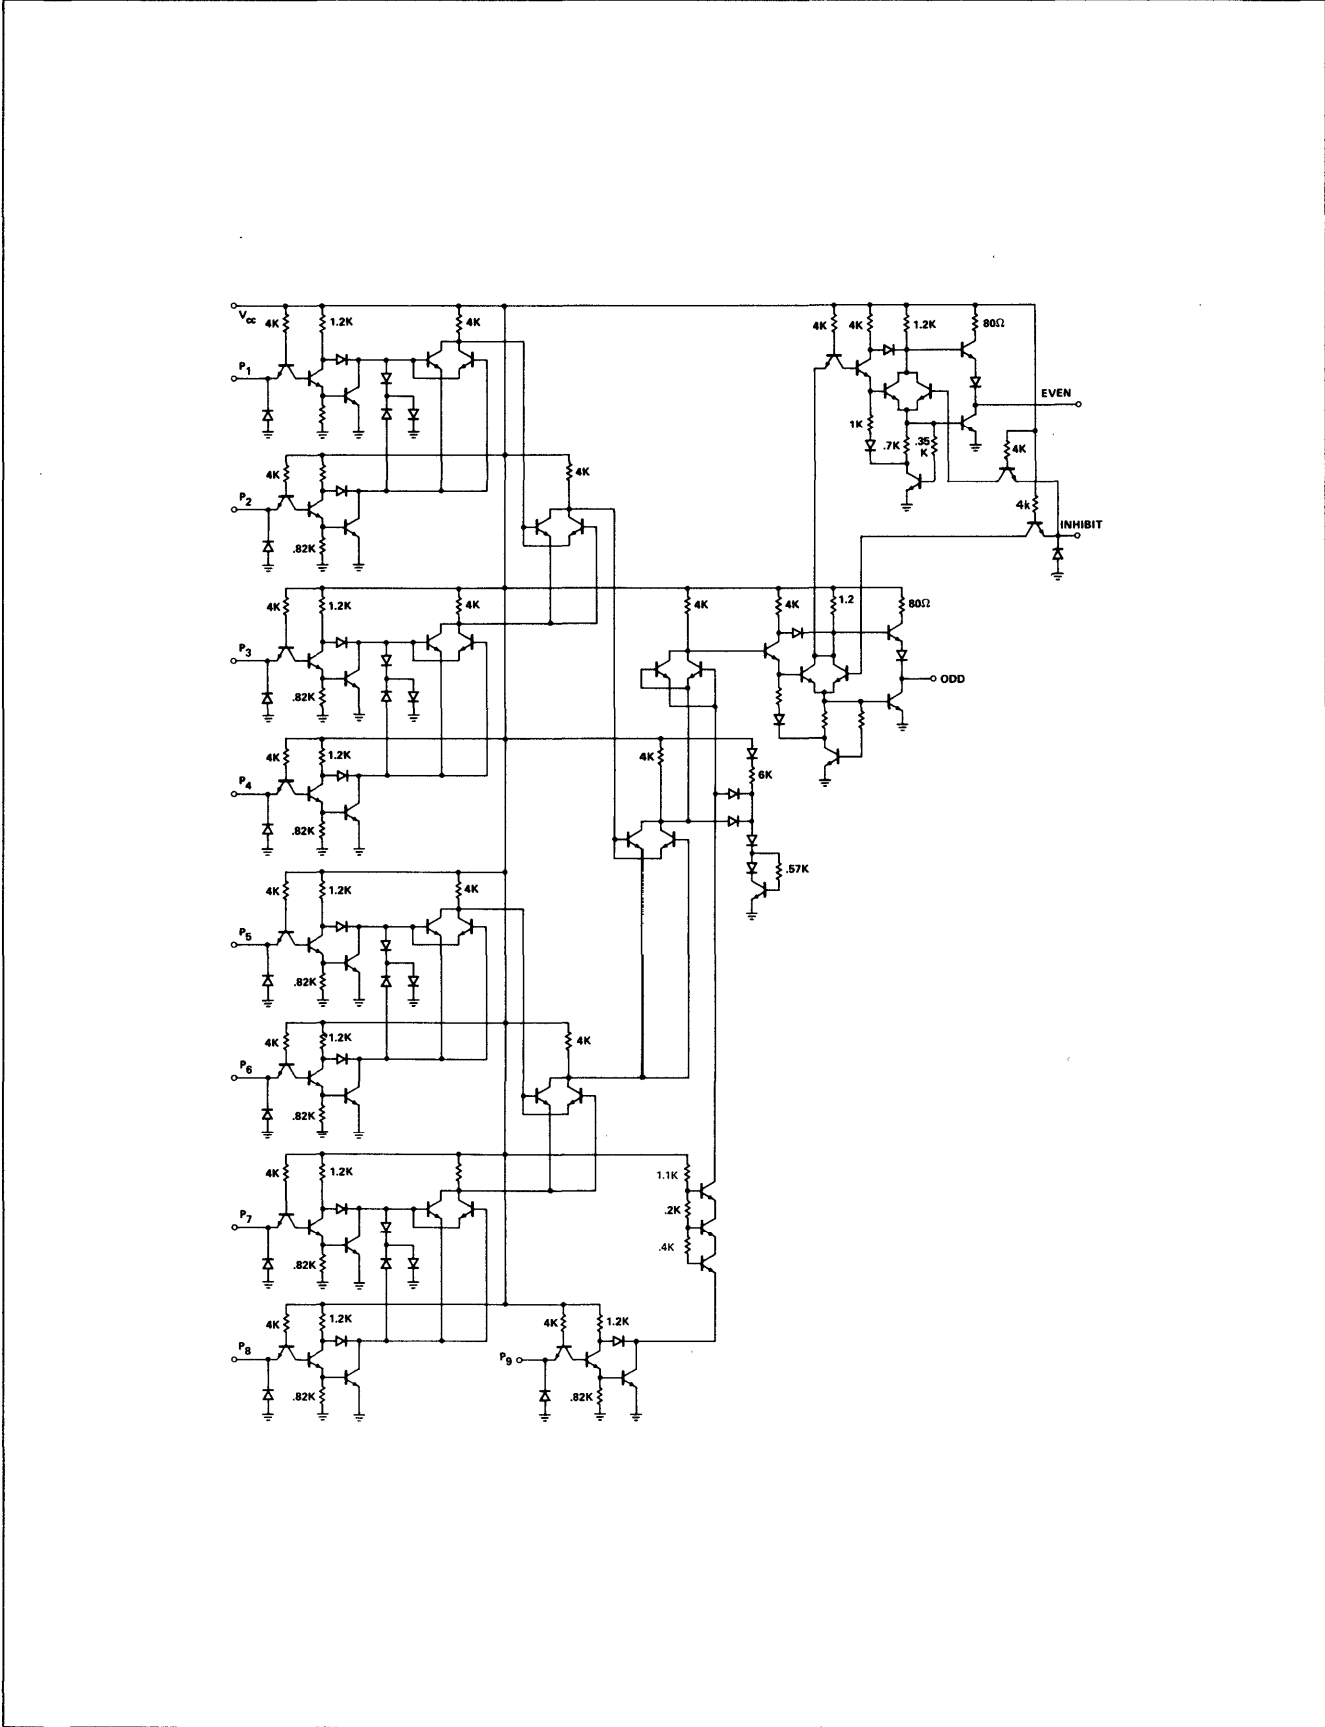 Vcc 4K 1.2K 4K 4K 4K 1.2K 80Ω
P1
EVEN
1K .7K .35 K 4K
4K 4K
P2
4k INHIBIT
.82K
4K 1.2K 4K 4K 4K 1.2 80Ω
P3
ODD
.82K
4K 1.2K 4K
6K
P4
.82K
.57K
4K 1.2K 4K
P5
.82K
4K 1.2K 4K
P6
.82K
4K 1.2K 1.1K
.2K
P7
.4K
.82K
4K 1.2K 4K 1.2K
P8 P9
.82K .82K